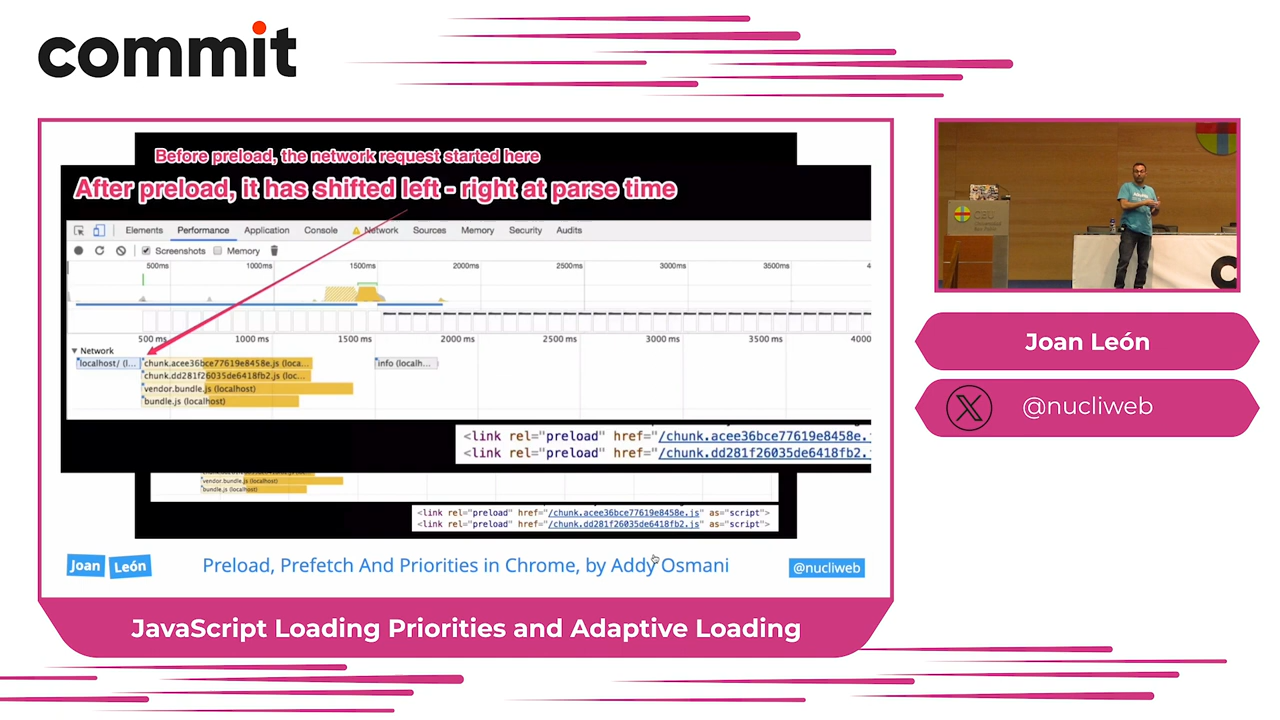 commit
Before preload, the network request started here
After preload, it has shifted left - right at parse time
Elements Performance Application Console Network Sources Memory Security Audits
Screenshots Memory
500ms 1000ms 1500ms 2000ms 2500ms 3000ms 3500ms 4
500 ms 1000 ms 1500 ms 2000 ms 2500 ms 3000 ms 3500 ms 4000
Network
localhost/ (l... chunk.acee36bce77619e8458e.js (loca... info (localh...
chunk.dd281f26035de6418fb2.js (loc...
vendor.bundle.js (localhost)
bundle.js (localhost)
<link rel="preload" href="/chunk.acee36bce77619e8458e.
<link rel="preload" href="/chunk.dd281f26035de6418fb2.
vendor.bundle.js (localhost)
bundle.js (localhost)
<link rel="preload" href="/chunk.acee36bce77619e8458e.js" as="script">
<link rel="preload" href="/chunk.dd281f26035de6418fb2.js" as="script">
Joan León
Preload, Prefetch And Priorities in Chrome, by Addy Osmani
@nucliweb
JavaScript Loading Priorities and Adaptive Loading
CEU
Joan León
@nucliweb